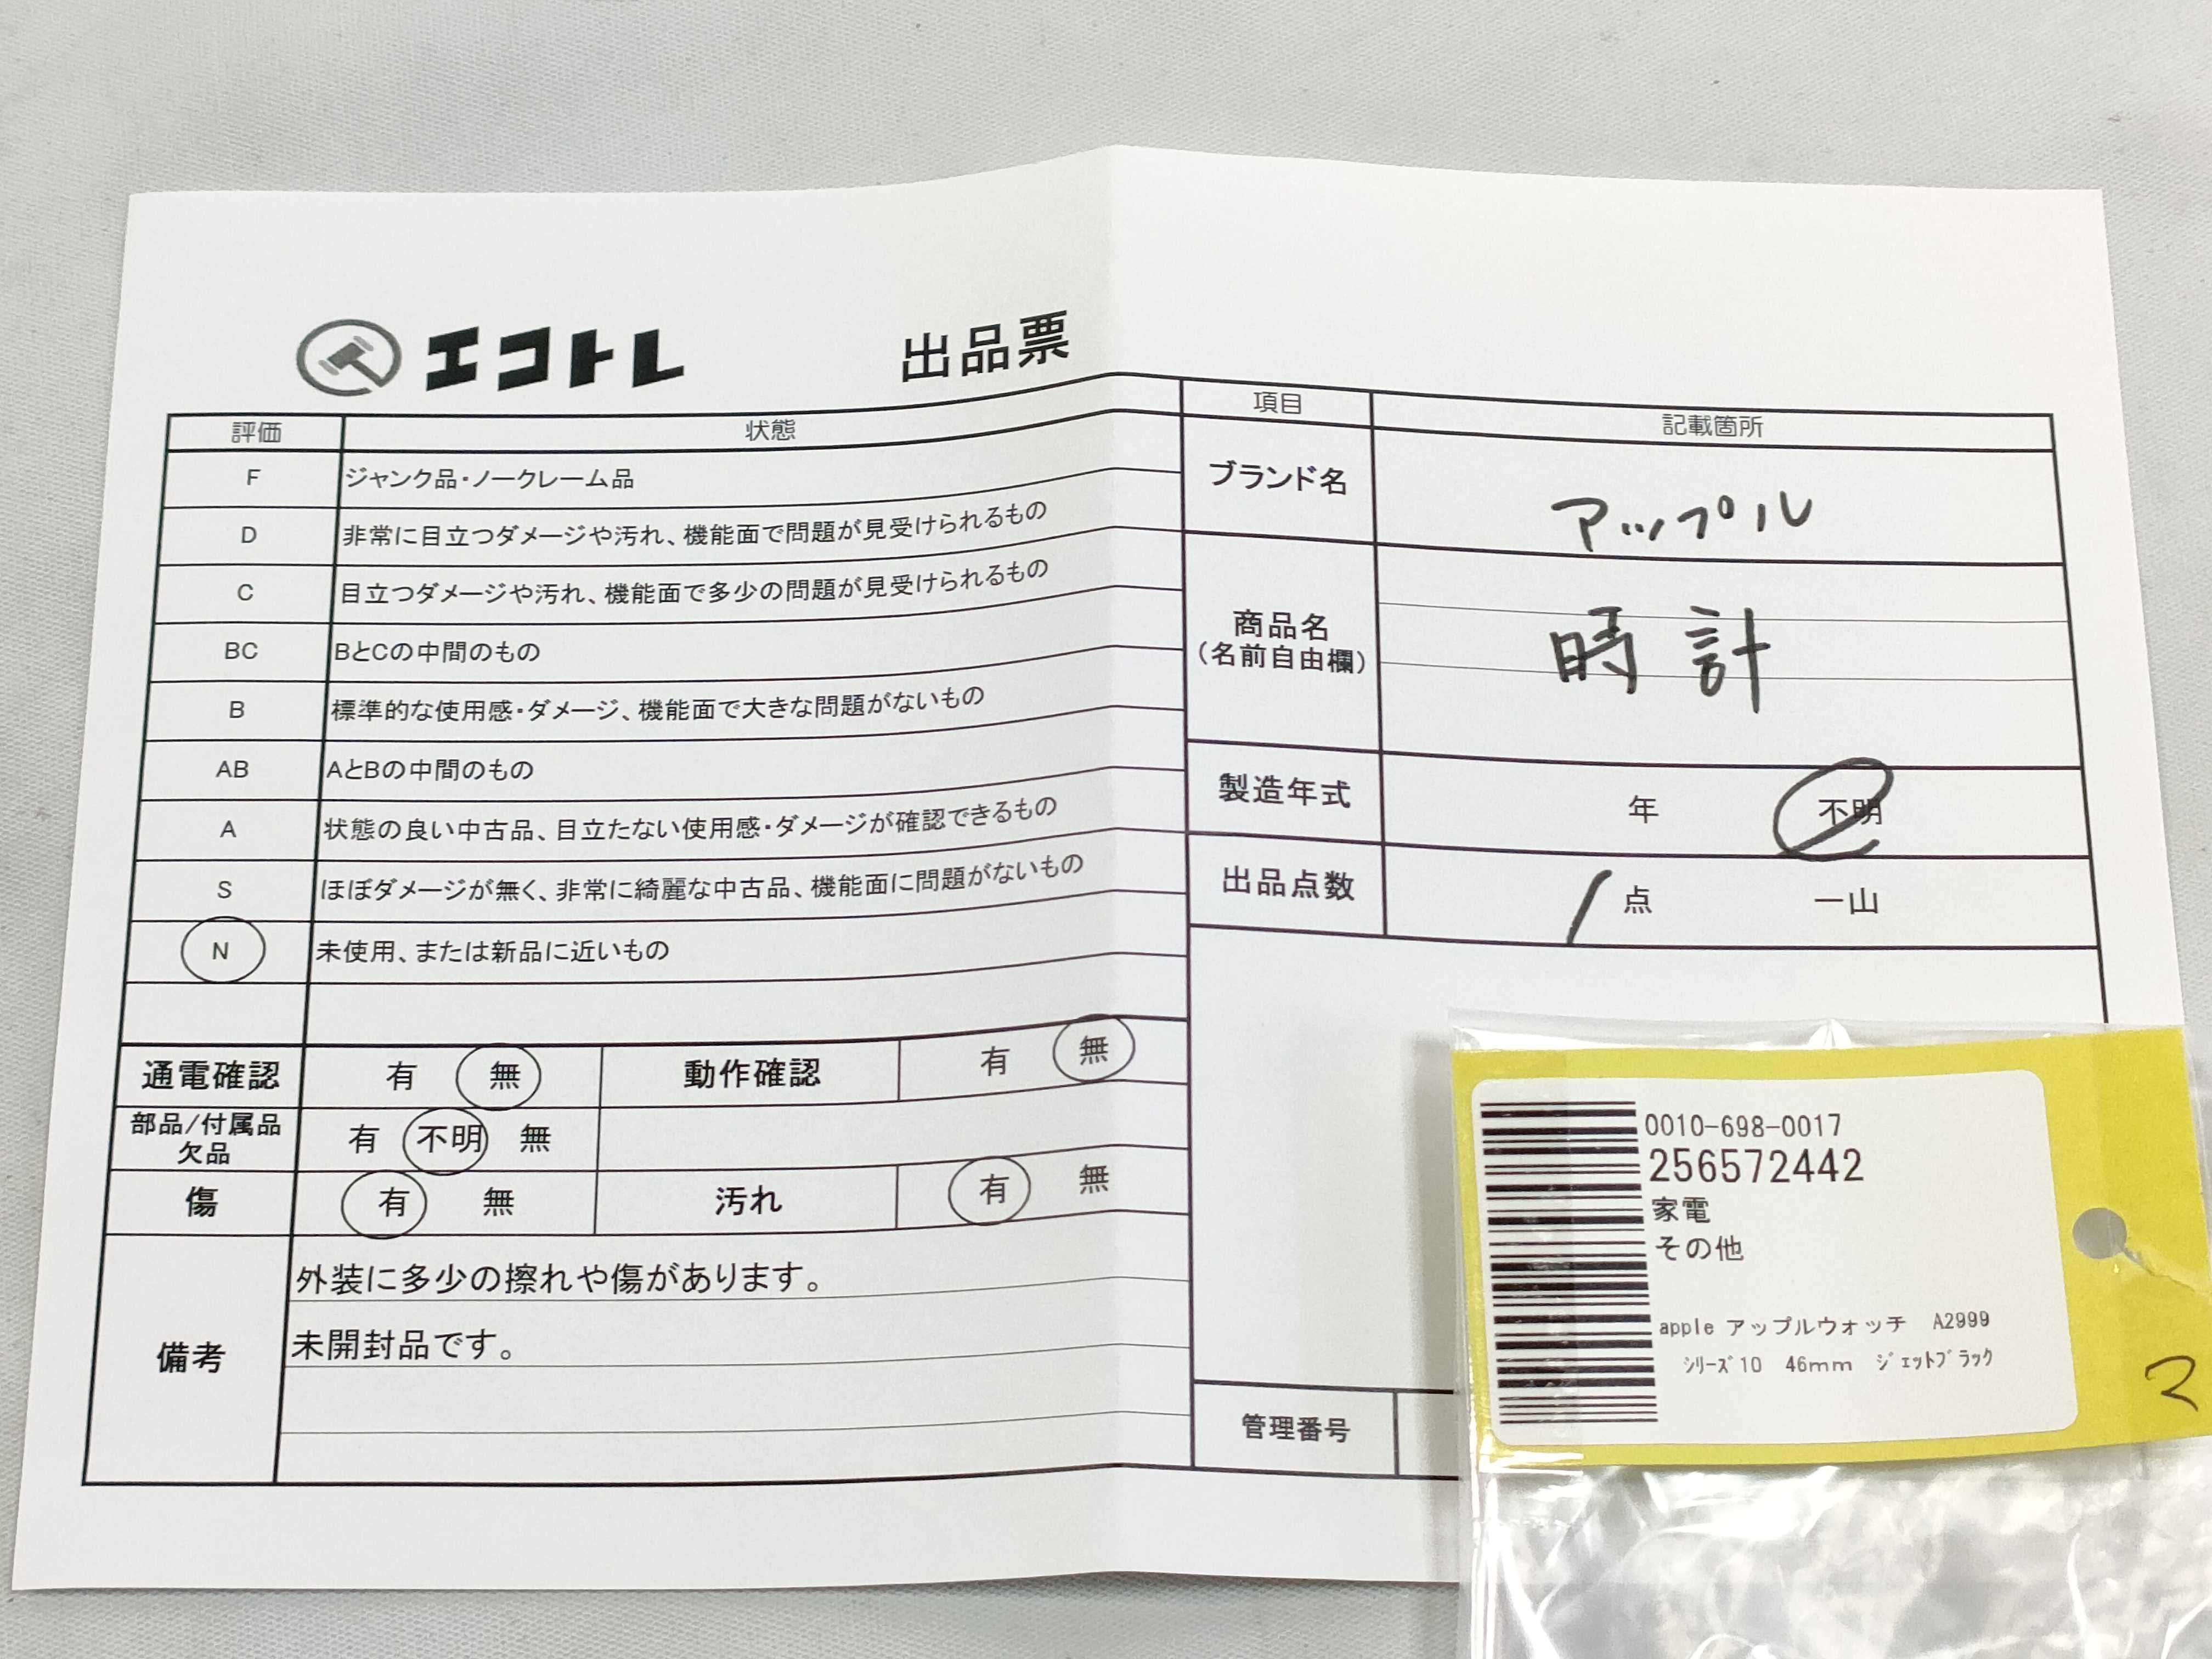 エコトレ 出品票
評価 状態
F ジャンク品・ノークレーム品
D 非常に目立つダメージや汚れ、機能面で問題が見受けられるもの
C 目立つダメージや汚れ、機能面で多少の問題が見受けられるもの
BC BとCの中間のもの
B 標準的な使用感・ダメージ、機能面で大きな問題がないもの
AB AとBの中間のもの
A 状態の良い中古品、目立たない使用感・ダメージが確認できるもの
S ほぼダメージが無く、非常に綺麗な中古品、機能面に問題がないもの
N 未使用、または新品に近いもの
通電確認 有 無 動作確認 有 無
部品/付属品
欠品 有 不明 無
傷 有 無 汚れ 有 無
備考
外装に多少の擦れや傷があります。
未開封品です。
項目 記載箇所
ブランド名 アップル
商品名
(名前自由欄) 時計
製造年式 年 不明
出品点数 1 点 一山
管理番号
0010-698-0017
256572442
家電
その他
apple アップルウォッチ A2999
ｼﾘｰｽﾞ10 46mm ｼﾞｪｯﾄﾌﾞﾗｯｸ
マ